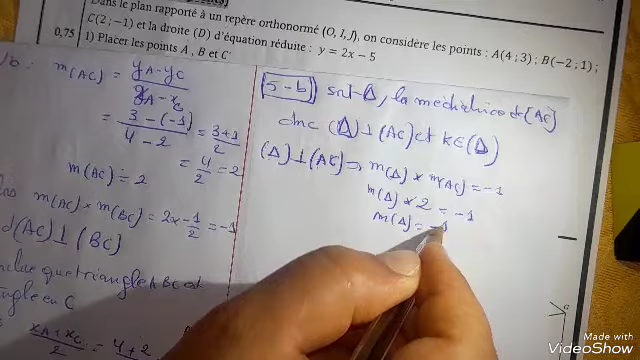 Dans le plan rapporté à un repère orthonormé (O, I, J), on considère les points : A(4 ; 3) ; B(−2 ; 1) ;
C(2 ; −1) et la droite (D) d'équation réduite : y = 2x − 5
0,75 1) Placer les points A , B et C
m(AC) = yA - yC
xA - xC
= 3 - (-1) = 3+1
4 - 2 2
= 4 = 2
2
m(AC) = 2
m(AC) × m(BC) = 2× -1 = -1
2
(AC) ⊥ (BC)
que triangle ABC est
en C
xA + xC = 4 + 2
2
5 - b) soit Δ, la médiatrice de [AC]
donc (Δ) ⊥ (AC) et K ∈ (Δ)
(Δ) ⊥ (AC) => m(Δ) × m(AC) = -1
m(Δ) × 2 = -1
m(Δ) = -1
Made with
VideoShow